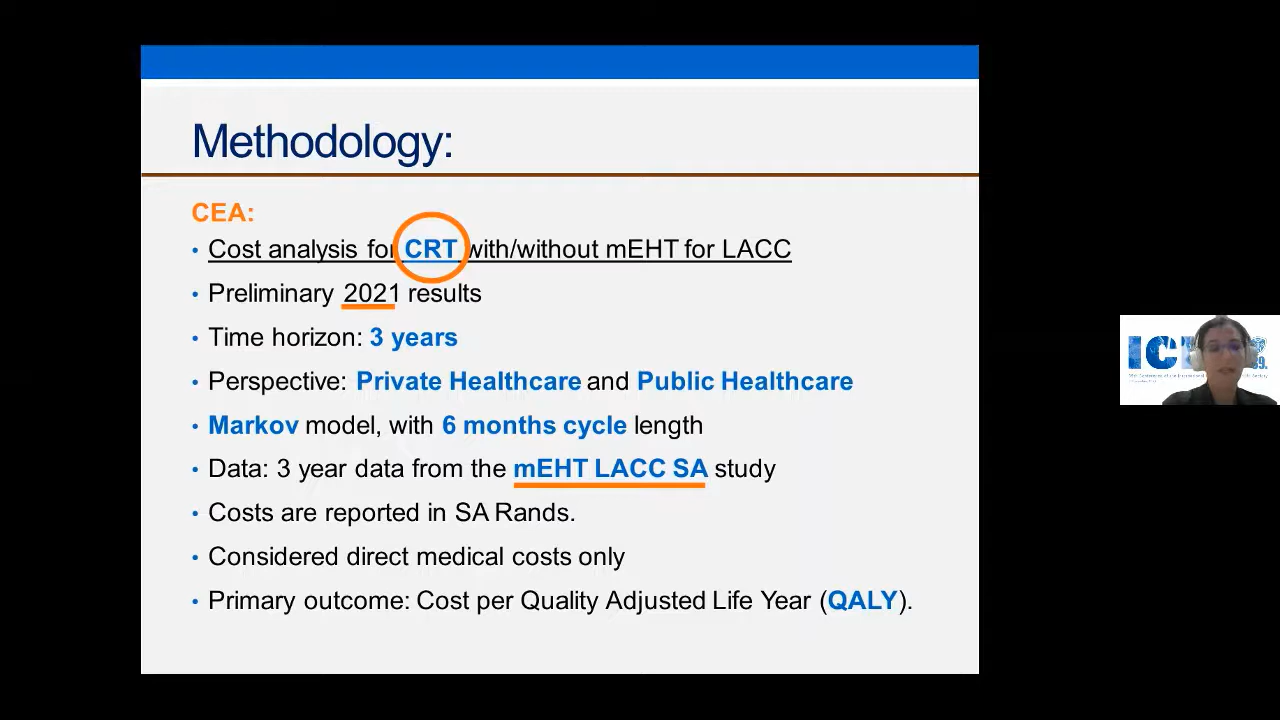 Methodology:
CEA:
• Cost analysis for CRT with/without mEHT for LACC
• Preliminary 2021 results
• Time horizon: 3 years
• Perspective: Private Healthcare and Public Healthcare
• Markov model, with 6 months cycle length
• Data: 3 year data from the mEHT LACC SA study
• Costs are reported in SA Rands.
• Considered direct medical costs only
• Primary outcome: Cost per Quality Adjusted Life Year (QALY).